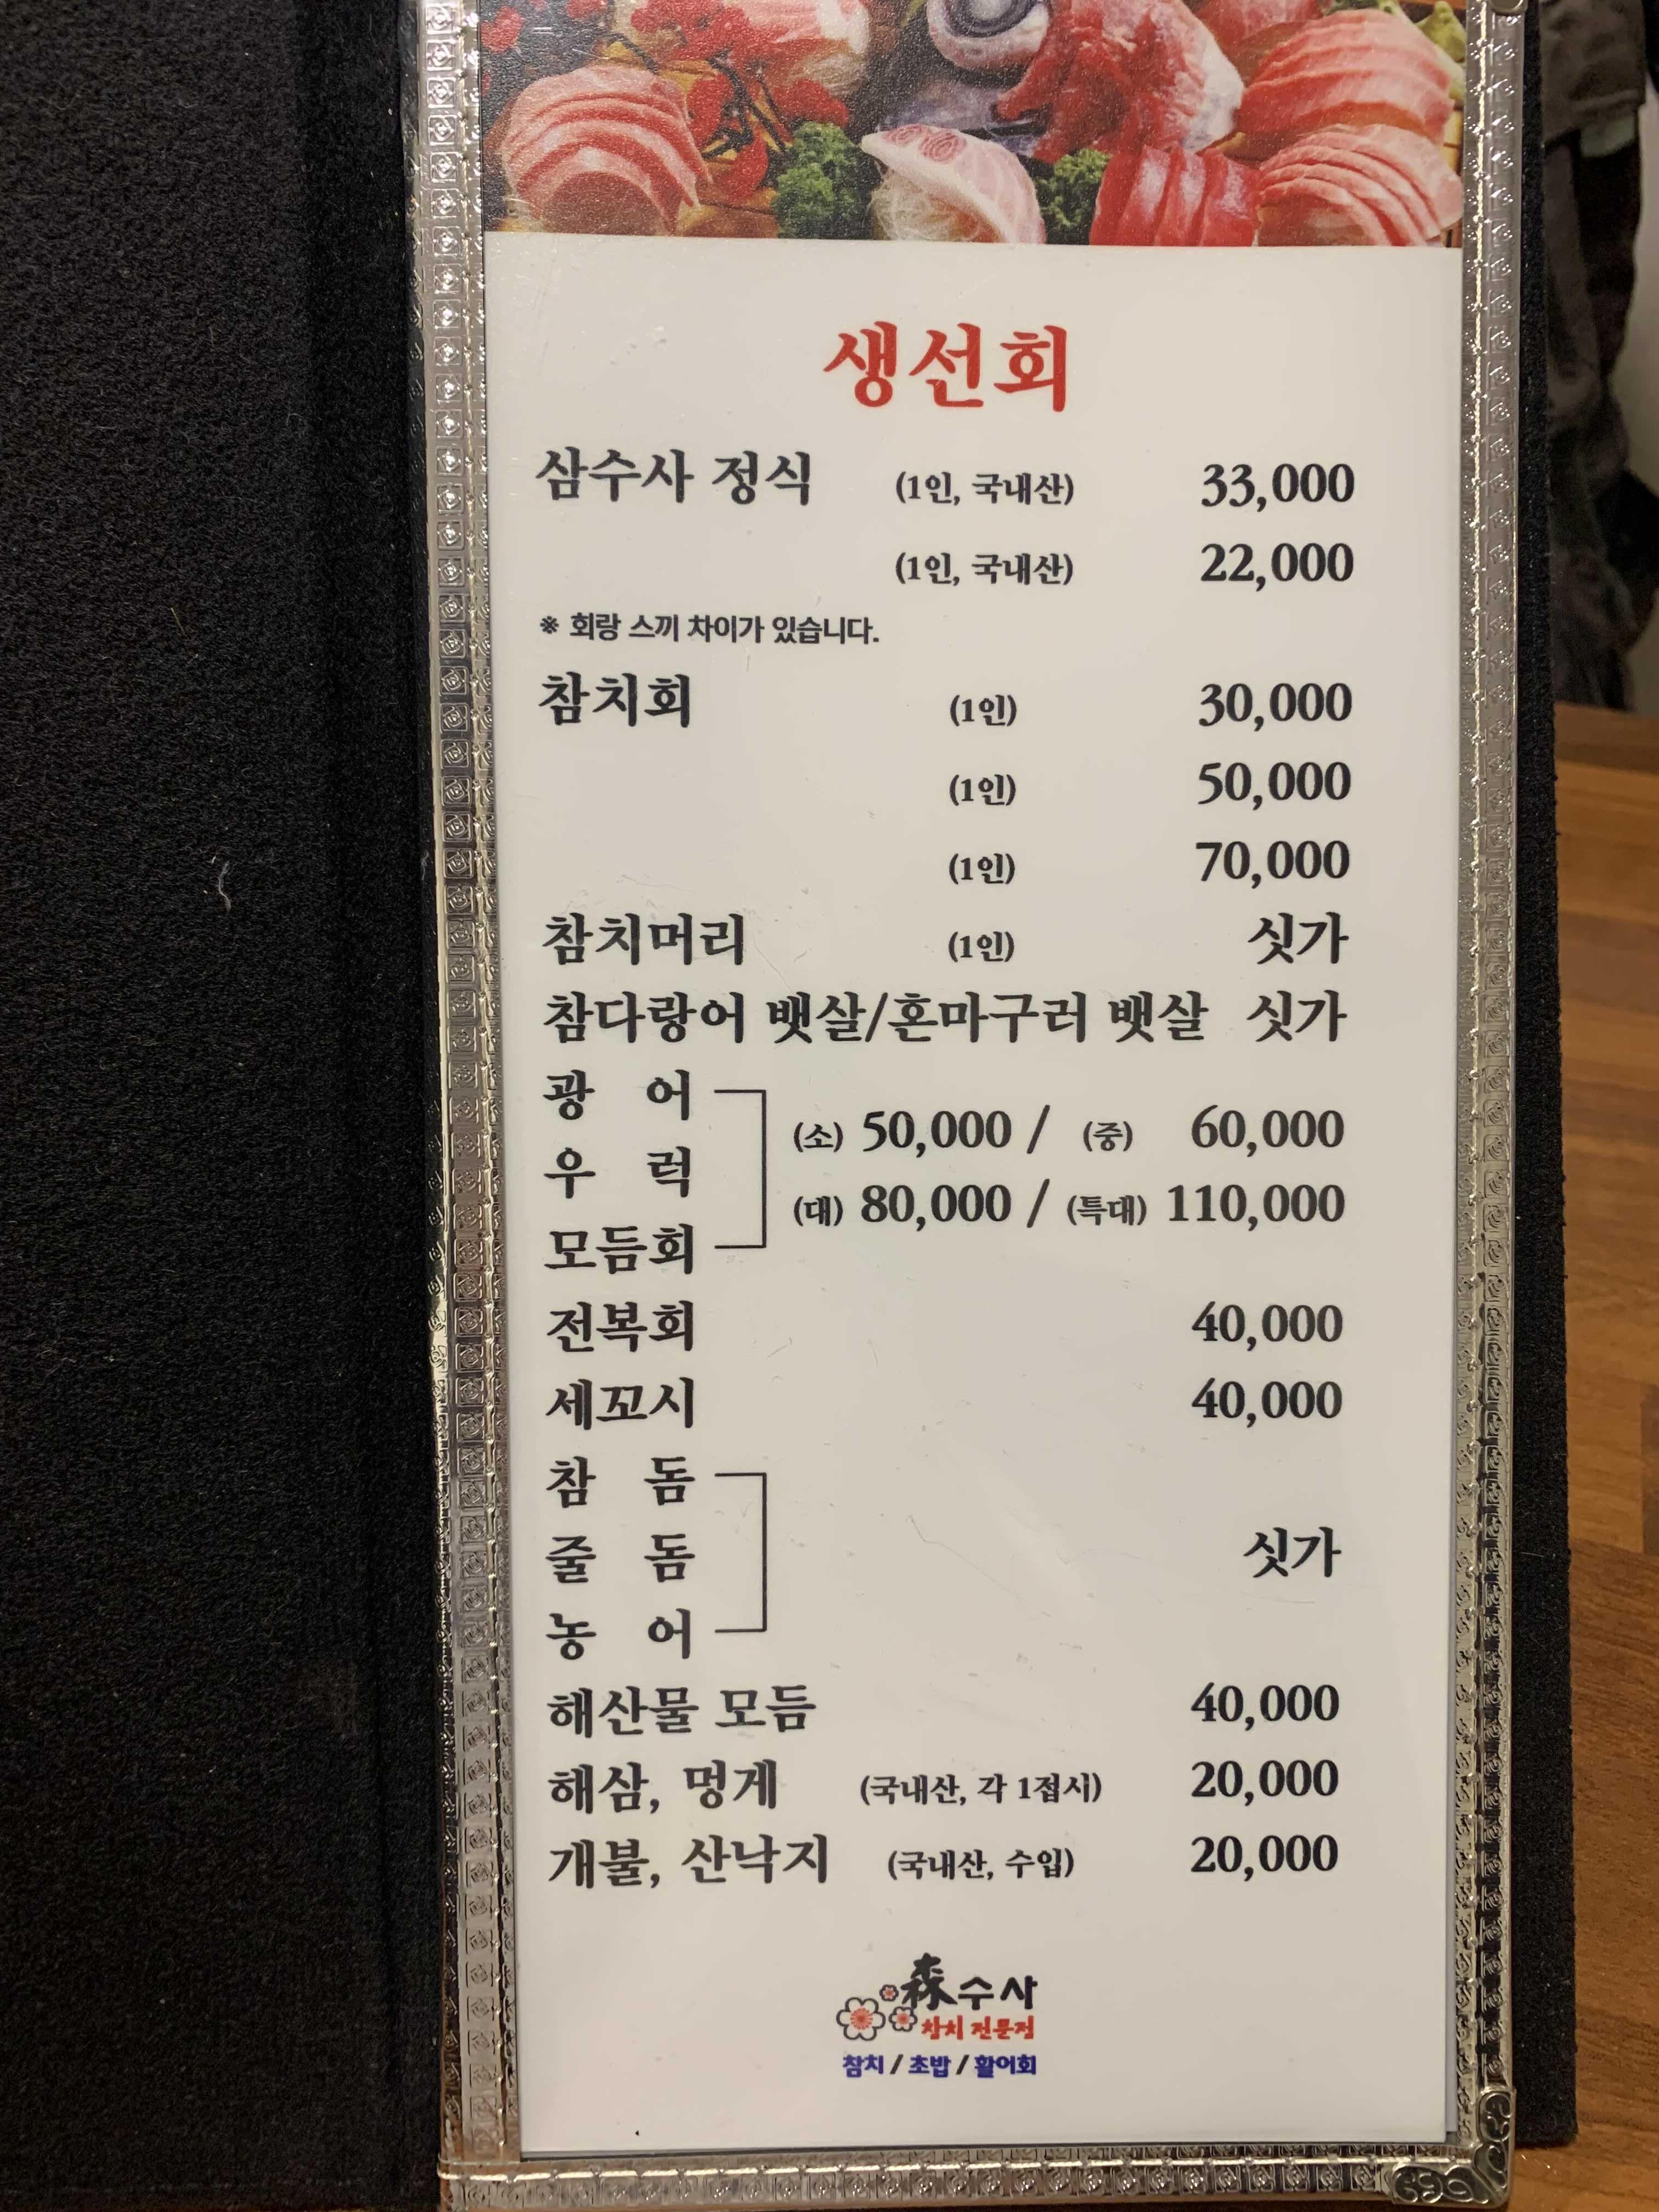 생선회
삼수사 정식 (1인, 국내산) 33,000
(1인, 국내산) 22,000
※ 회랑 스끼 차이가 있습니다.
참치회 (1인) 30,000
(1인) 50,000
(1인) 70,000
참치머리 (1인) 싯가
참다랑어 뱃살/혼마구러 뱃살 싯가
광 어
우 럭
모듬회
(소) 50,000 / (중) 60,000
(대) 80,000 / (특대) 110,000
전복회 40,000
세꼬시 40,000
참 돔
줄 돔
농 어
싯가
해산물 모듬 40,000
해삼, 멍게 (국내산, 각 1접시) 20,000
개불, 산낙지 (국내산, 수입) 20,000
森수사
참치 전문점
참치 / 초밥 / 활어회